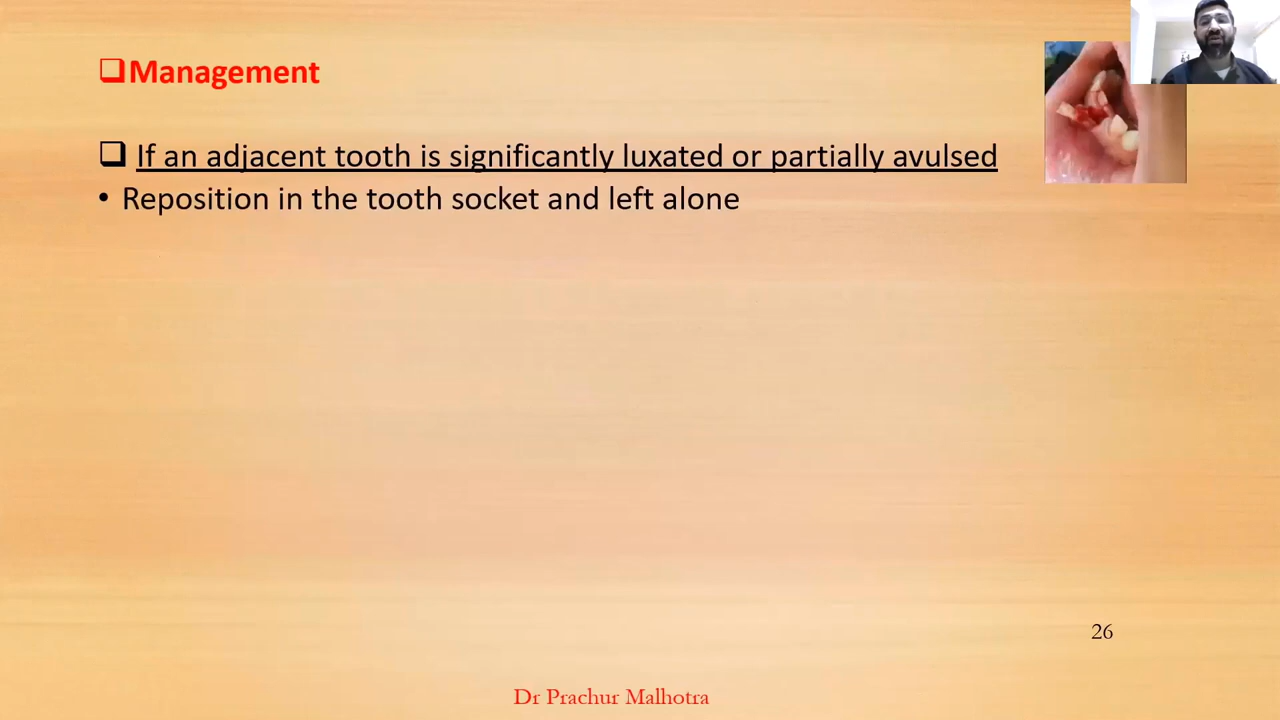 Management
If an adjacent tooth is significantly luxated or partially avulsed
• Reposition in the tooth socket and left alone
26
Dr Prachur Malhotra